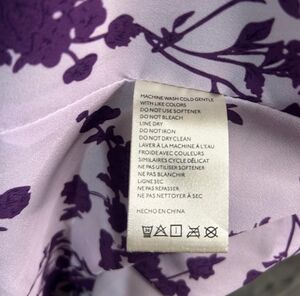 MACHINE WASH COLD GENTLE
WITH LIKE COLORS
DO NOT USE SOFTENER
DO NOT BLEACH
LINE DRY
DO NOT IRON
DO NOT DRY CLEAN
LAVER À LA MACHINE À L'EAU
FROIDE AVEC COULEURS
SIMILAIRES CYCLE DÉLICAT
NE PAS UTILISER SOFTENER
NE PAS BLANCHIR
LIGNE SEC
NE PAS REPASSER
NE PAS NETTOYER À SEC
HECHO EN CHINA